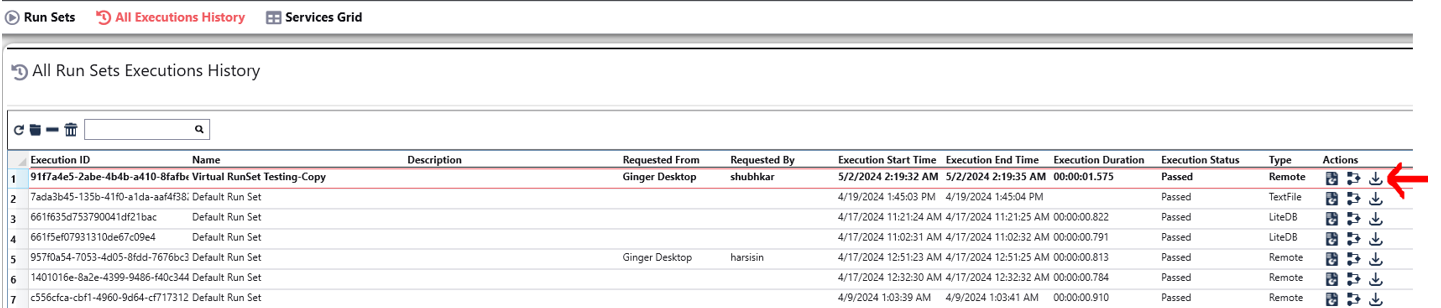 Run Sets All Executions History Services Grid
All Run Sets Executions History
Execution ID Name Description Requested From Requested By Execution Start Time Execution End Time Execution Duration Execution Status Type Actions
1 91f7a4e5-2abe-4b4b-a410-8fafbe Virtual RunSet Testing-Copy Ginger Desktop shubhkar 5/2/2024 2:19:32 AM 5/2/2024 2:19:35 AM 00:00:01.575 Passed Remote
2 7ada3b45-135b-41f0-a1da-aaf4f382 Default Run Set 4/19/2024 1:45:03 PM 4/19/2024 1:45:04 PM Passed TextFile
3 661f635d753790041df21bac Default Run Set 4/17/2024 11:21:24 AM 4/17/2024 11:21:25 AM 00:00:00.822 Passed LiteDB
4 661f5ef07931310de67c09e4 Default Run Set 4/17/2024 11:02:31 AM 4/17/2024 11:02:32 AM 00:00:00.791 Passed LiteDB
5 957f0a54-7053-4d05-8fdd-7676bc3 Default Run Set Ginger Desktop harsisin 4/17/2024 12:51:23 AM 4/17/2024 12:51:25 AM 00:00:00.813 Passed Remote
6 1401016e-8a2e-4399-9486-f40c344 Default Run Set 4/17/2024 12:32:30 AM 4/17/2024 12:32:32 AM 00:00:00.784 Passed Remote
7 c556cfca-cbf1-4960-9d64-cf717312 Default Run Set 4/9/2024 1:03:39 AM 4/9/2024 1:03:41 AM 00:00:00.910 Passed Remote